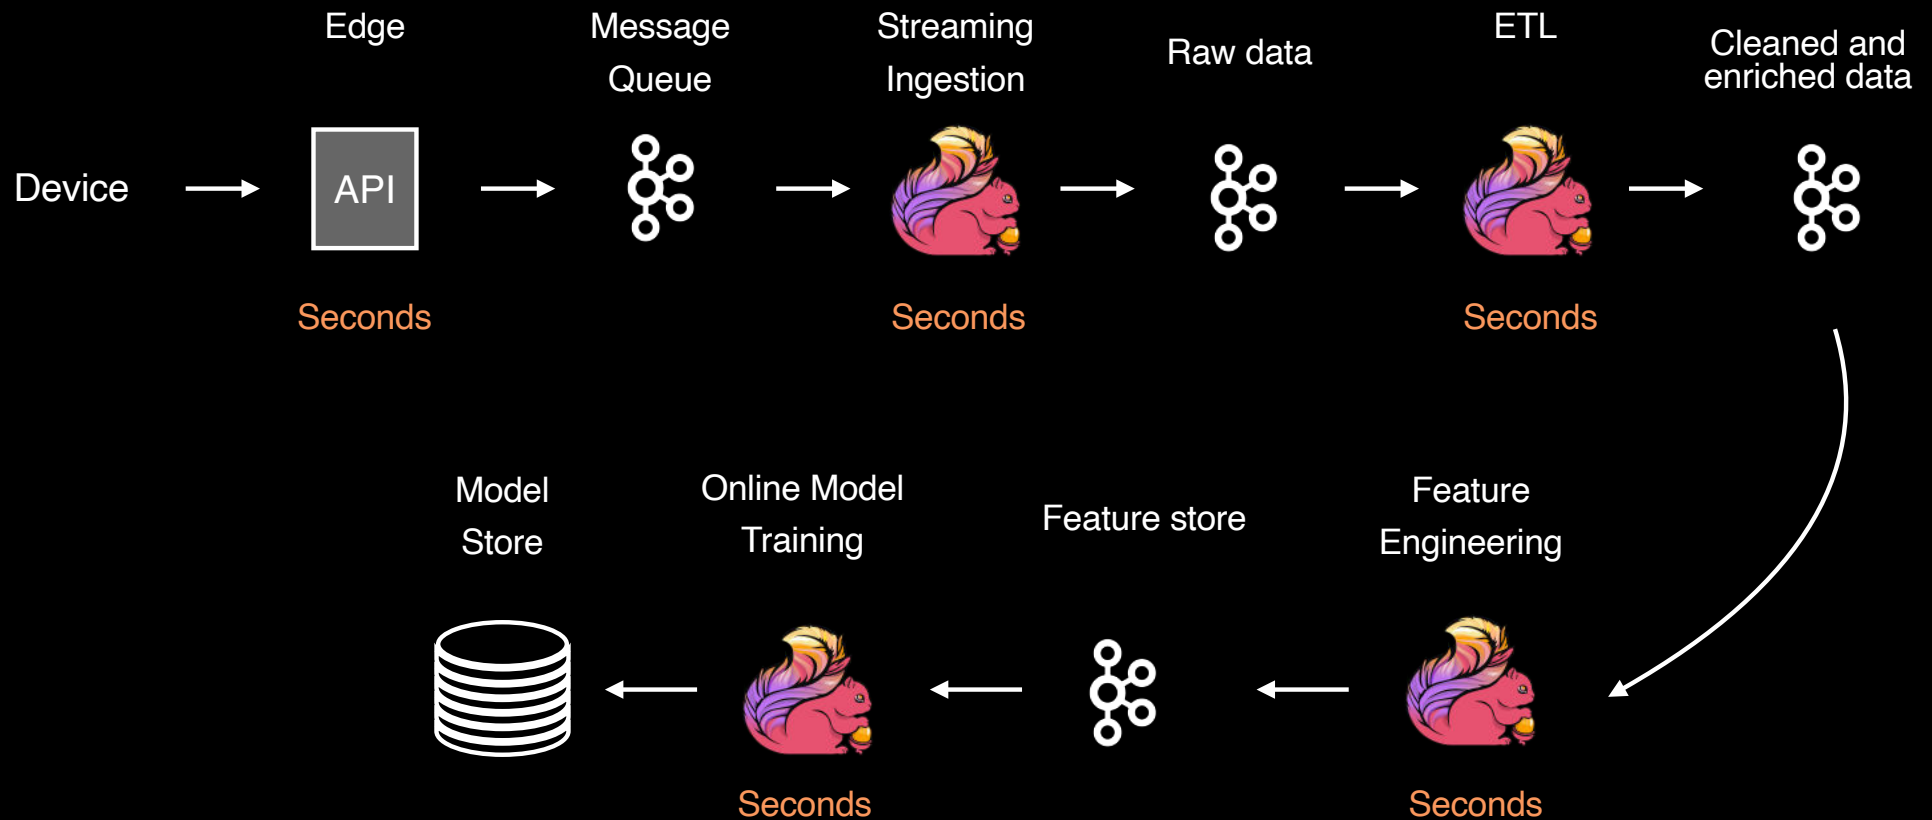 Edge
Message
Queue
Streaming
Ingestion
Raw data
ETL
Cleaned and
enriched data
Device
API
Seconds
Seconds
Seconds
Model
Store
Online Model
Training
Feature store
Feature
Engineering
Seconds
Seconds